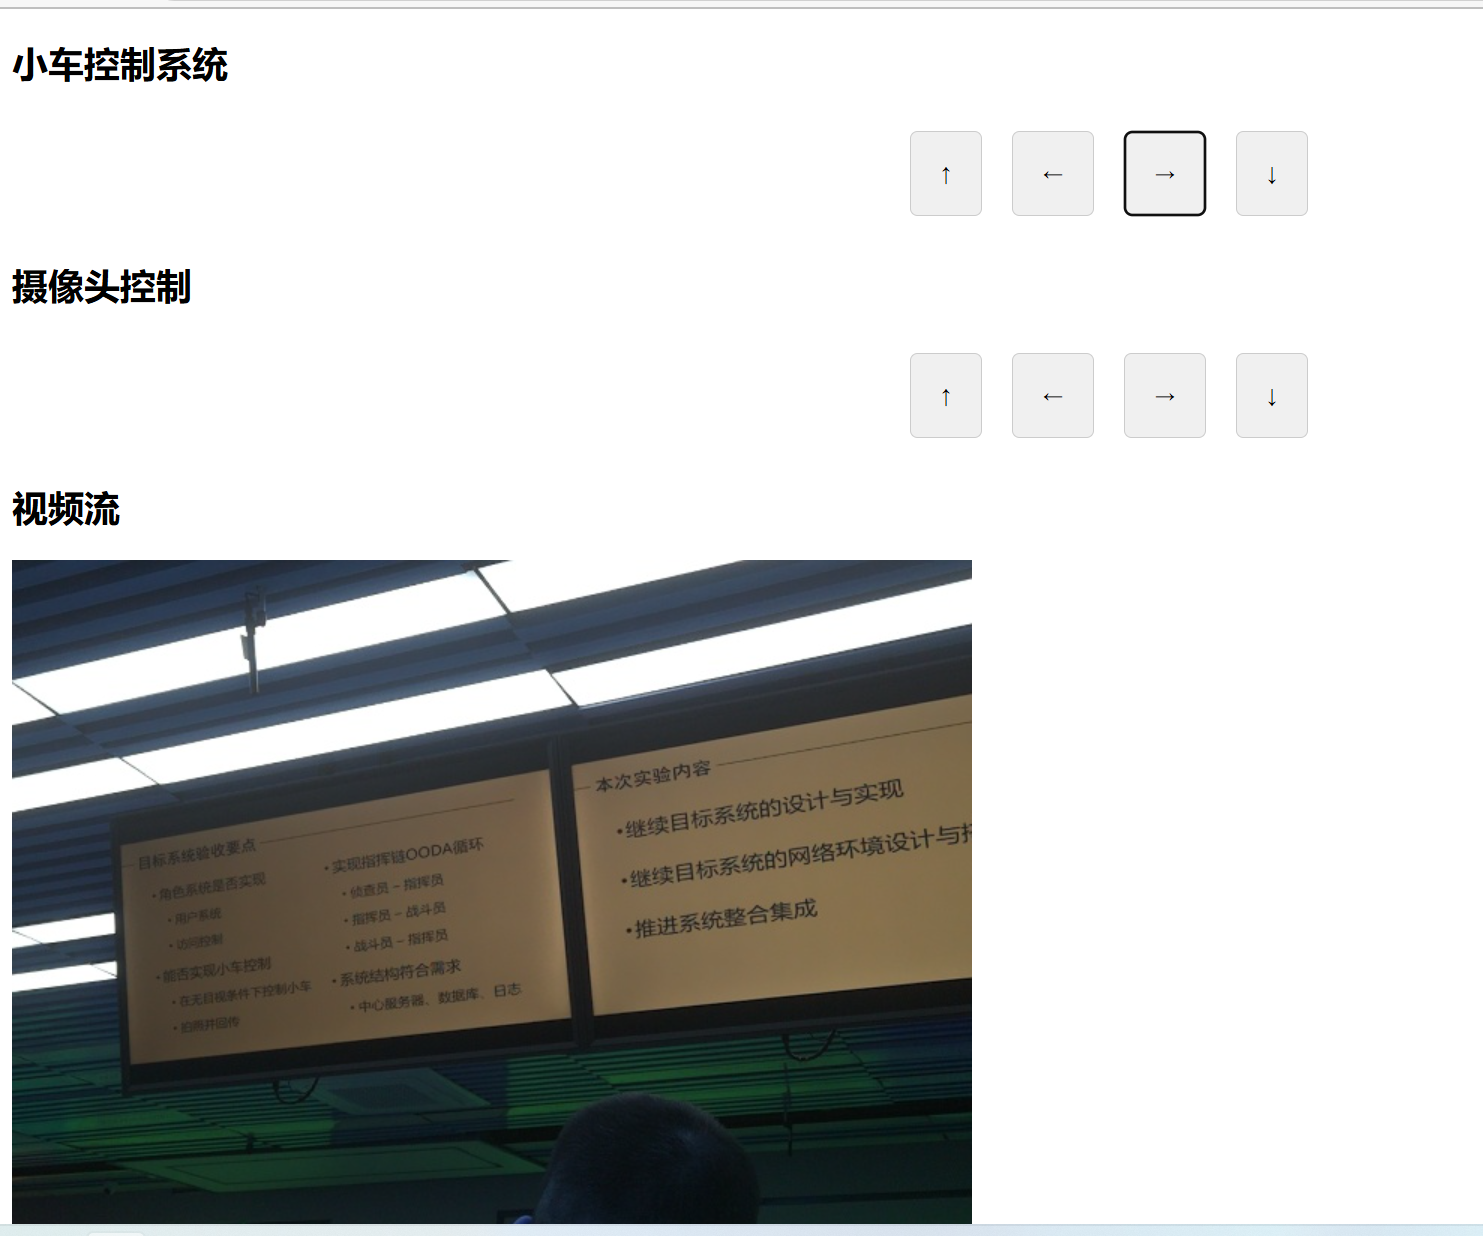 小车控制系统
↑ ← → ↓
摄像头控制
↑ ← → ↓
视频流
目标系统验收要点
•角色系统是否实现
•用户系统
•访问控制
•能否实现小车控制
•在无目视条件下控制小车
•拍照并回传
•实现指挥链OODA循环
•侦查员 – 指挥员
•指挥员 – 战斗员
•战斗员 – 指挥员
•系统结构符合需求
•中心服务器、数据库、日志
本次实验内容
•继续目标系统的设计与实现
•继续目标系统的网络环境设计与
•推进系统整合集成